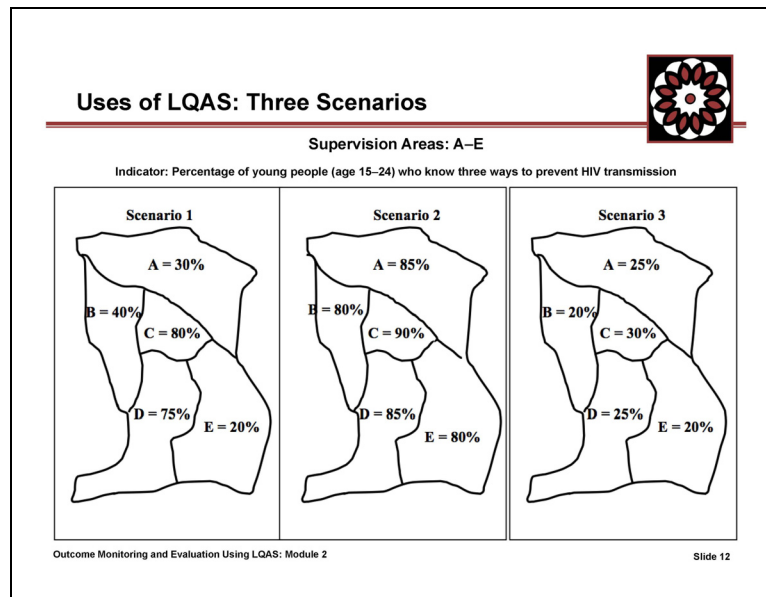 Uses of LQAS: Three Scenarios
Supervision Areas: A–E
Indicator: Percentage of young people (age 15–24) who know three ways to prevent HIV transmission
Scenario 1
A = 30%
B = 40%
C = 80%
D = 75%
E = 20%
Scenario 2
A = 85%
B = 80%
C = 90%
D = 85%
E = 80%
Scenario 3
A = 25%
B = 20%
C = 30%
D = 25%
E = 20%
Outcome Monitoring and Evaluation Using LQAS: Module 2
Slide 12